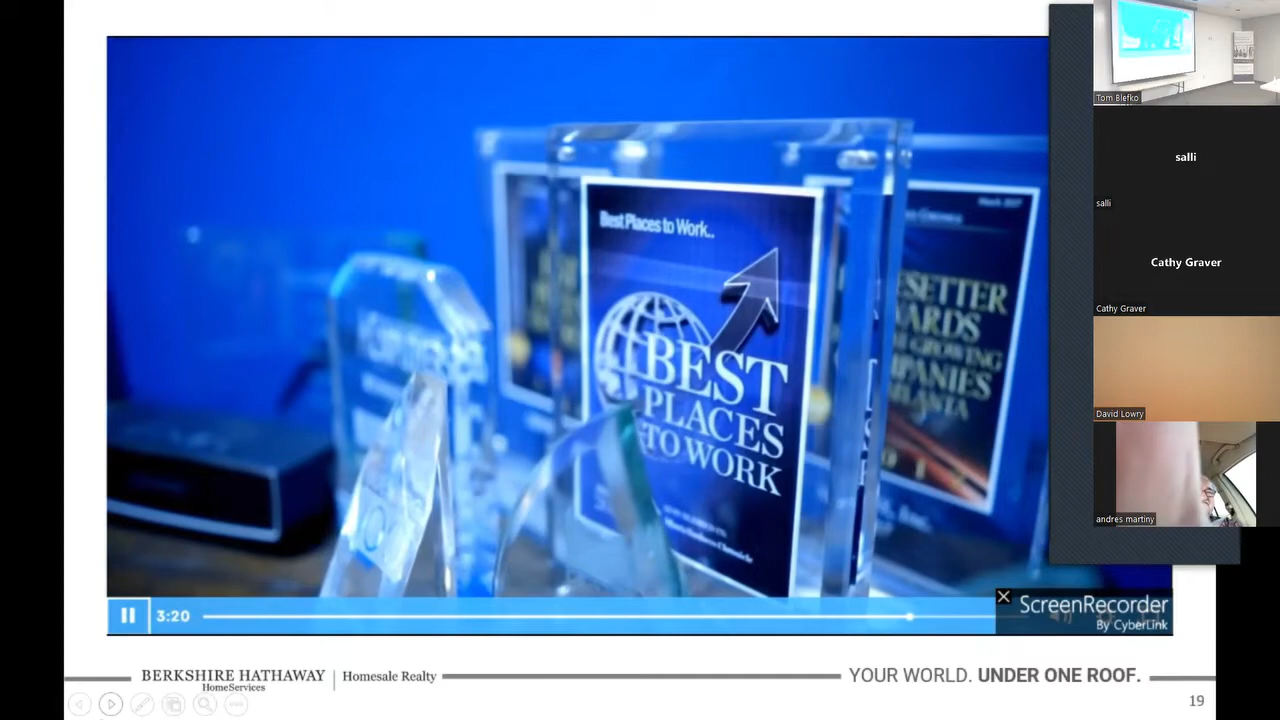 Best Places to Work..
BEST
PLACES
TO WORK
March 2017
SETTER
ARDS
GROWING
PANIES
3:20
ScreenRecorder
By CyberLink
BERKSHIRE HATHAWAY
HomeServices
Homesale Realty
YOUR WORLD. UNDER ONE ROOF.
19
Tom Blefko
salli
salli
Cathy Graver
Cathy Graver
David Lowry
andres martiny